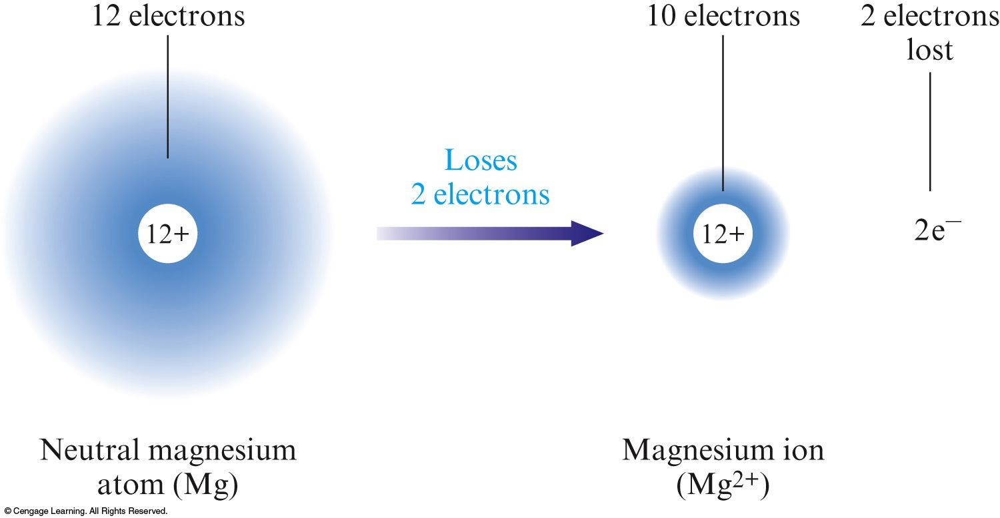 12 electrons
10 electrons
2 electrons
lost
Loses
2 electrons
12+
12+
2e⁻
Neutral magnesium
atom (Mg)
Magnesium ion
(Mg²⁺)
© Cengage Learning. All Rights Reserved.